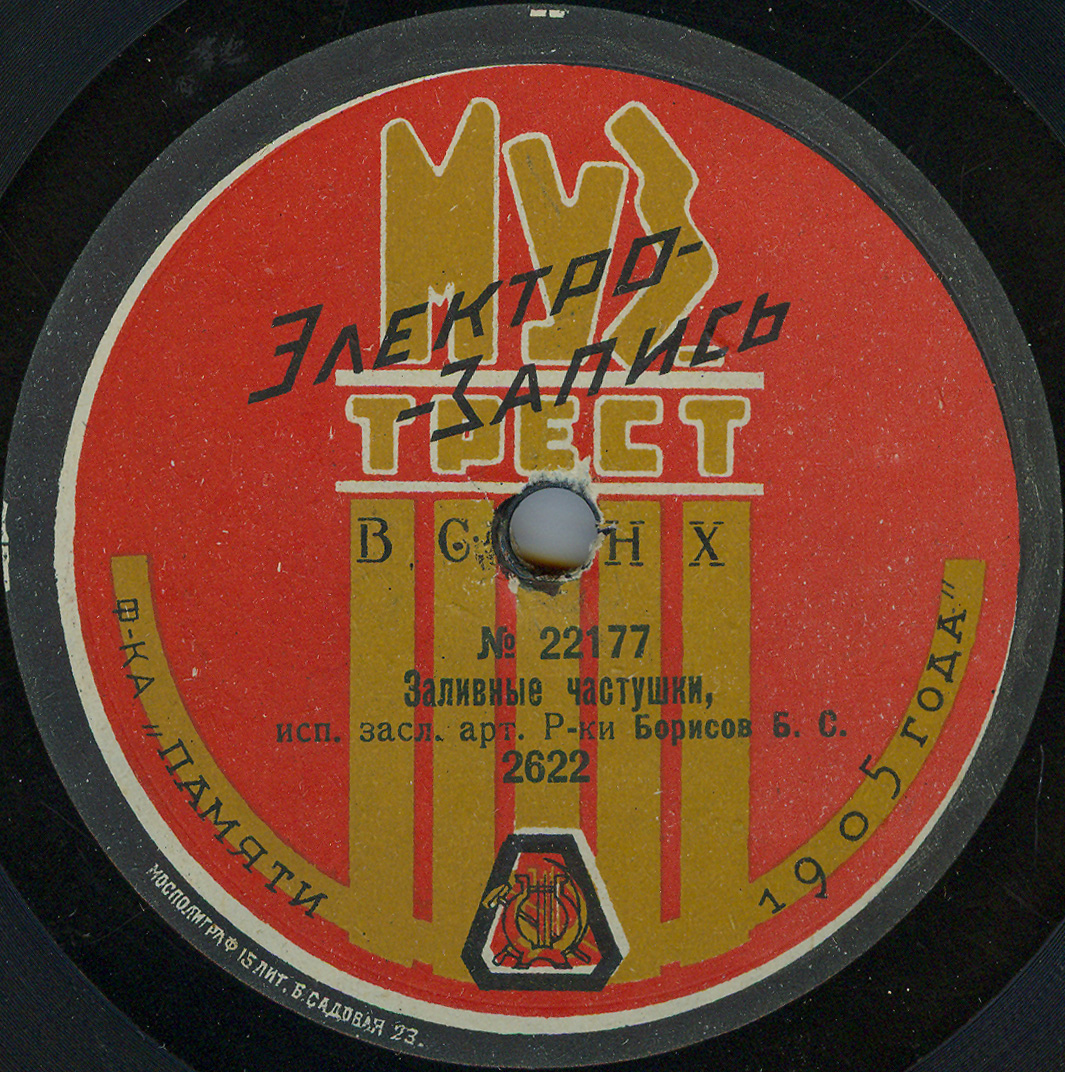 МУЗ
ЭЛЕКТРО-
-ЗАПИСЬ
ТРЕСТ
В С Н Х
№ 22177
Заливные частушки,
исп. засл. арт. Р-ки Борисов Б. С.
2622
Ф-КА „ПАМЯТИ 1905 ГОДА”
МОСПОЛИГРАФ 15 ЛИТ. Б. САДОВАЯ 23.